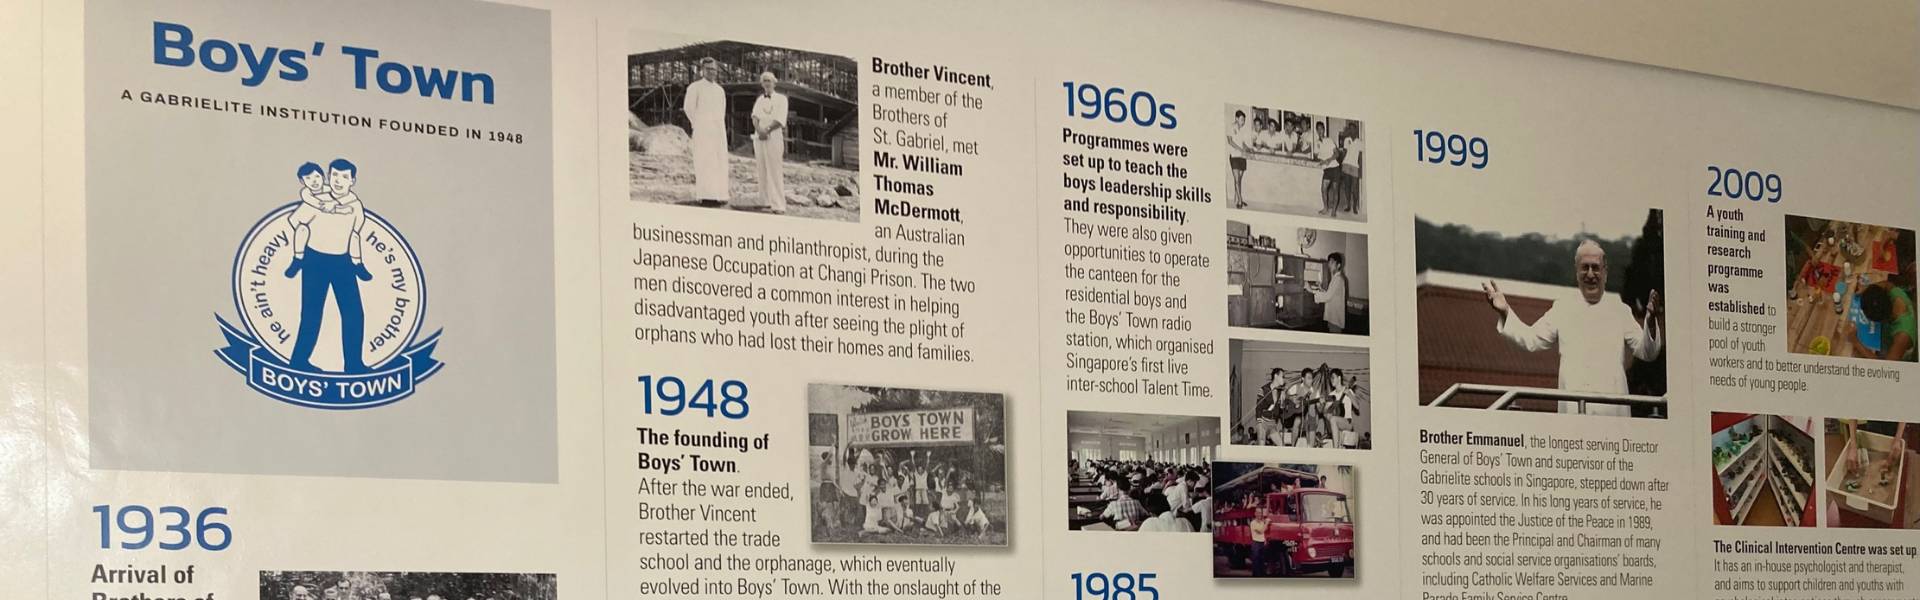 Boys' Town
A GABRIELITE INSTITUTION FOUNDED IN 1948
he ain't heavy
he's my brother
BOYS' TOWN
1936
Arrival of
Brothers of
Brother Vincent,
a member of the
Brothers of
St. Gabriel, met
Mr. William
Thomas
McDermott,
an Australian
businessman and philanthropist, during the
Japanese Occupation at Changi Prison. The two
men discovered a common interest in helping
disadvantaged youth after seeing the plight of
orphans who had lost their homes and families.
1948
The founding of
Boys' Town.
After the war ended,
Brother Vincent
restarted the trade
school and the orphanage, which eventually
evolved into Boys' Town. With the onslaught of the
BOYS TOWN
GROW HERE
1960s
Programmes were
set up to teach the
boys leadership skills
and responsibility.
They were also given
opportunities to operate
the canteen for the
residential boys and
the Boys' Town radio
station, which organised
Singapore's first live
inter-school Talent Time.
1985
1999
Brother Emmanuel, the longest serving Director
General of Boys' Town and supervisor of the
Gabrielite schools in Singapore, stepped down after
30 years of service. In his long years of service, he
was appointed the Justice of the Peace in 1989,
and had been the Principal and Chairman of many
schools and social service organisations' boards,
including Catholic Welfare Services and Marine
Parade Family Service Centre.
2009
A youth
training and
research
programme
was
established to
build a stronger
pool of youth
workers and to better understand the evolving
needs of young people.
The Clinical Intervention Centre was set up.
It has an in-house psychologist and therapist,
and aims to support children and youths with